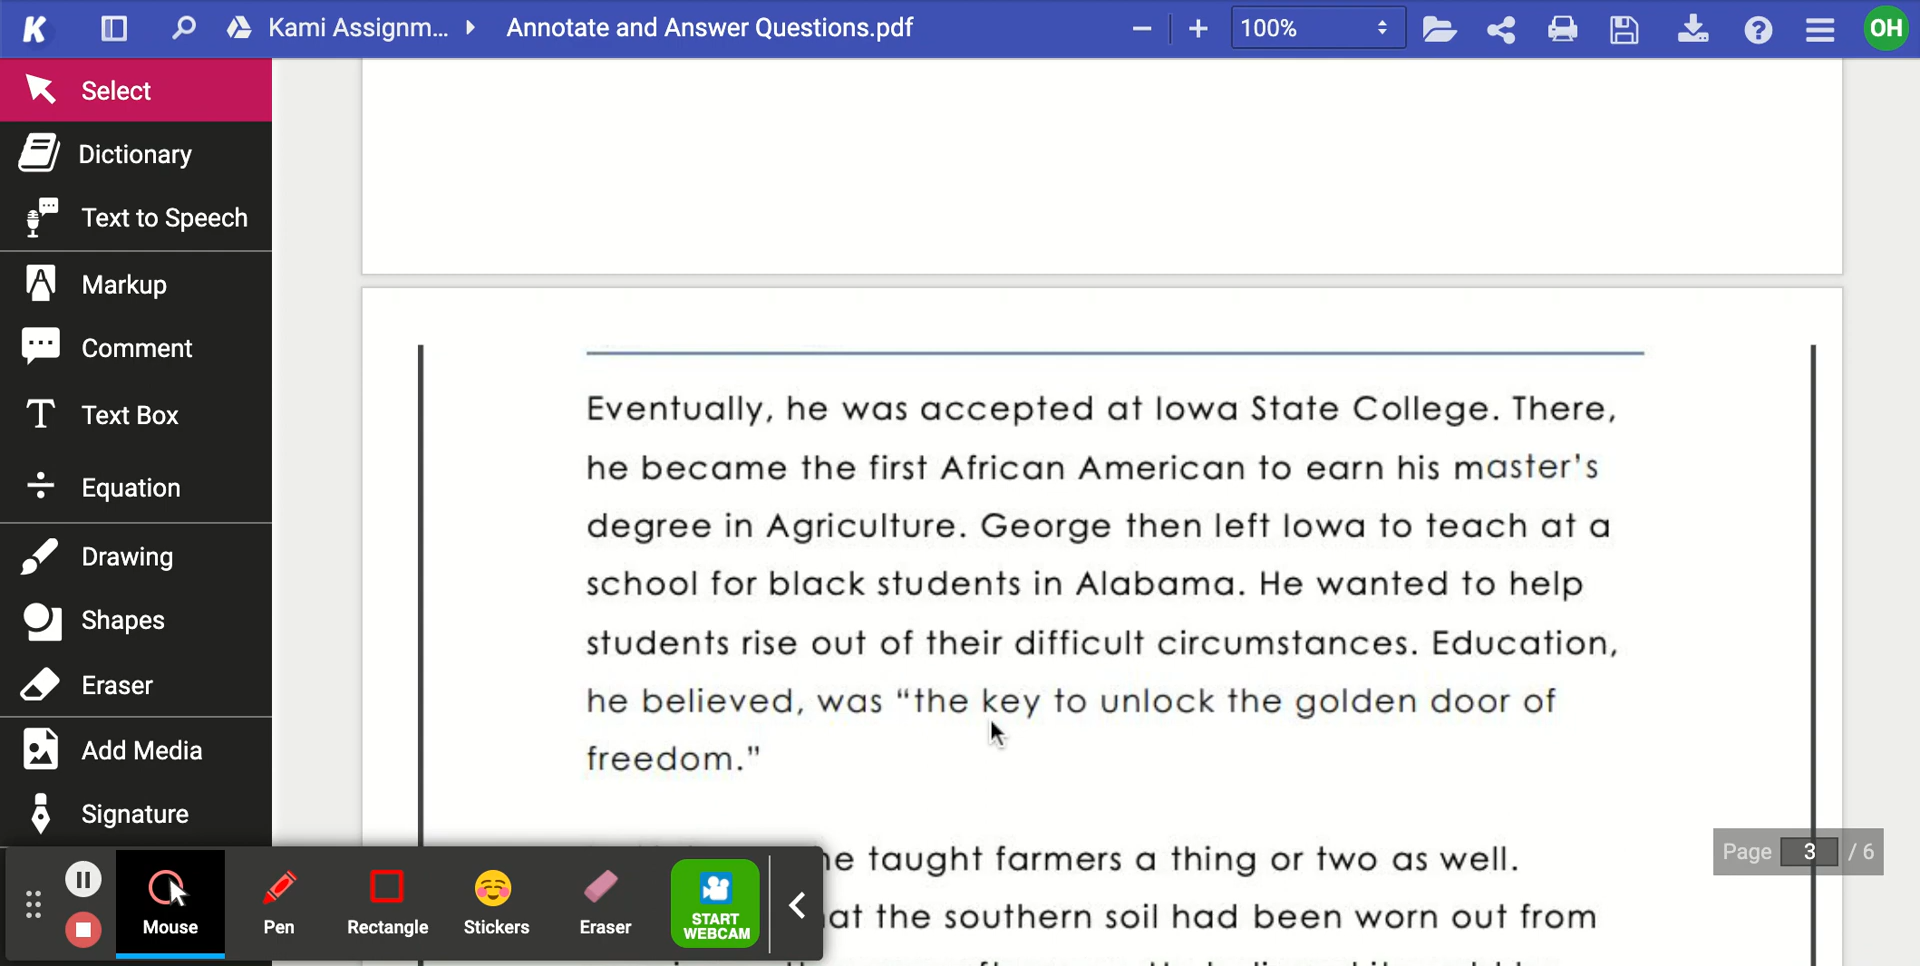 K Kami Assignm... Annotate and Answer Questions.pdf 100% OH
Select
Dictionary
Text to Speech
Markup
Comment
Text Box
Equation
Drawing
Shapes
Eraser
Add Media
Signature
Eventually, he was accepted at Iowa State College. There,
he became the first African American to earn his master's
degree in Agriculture. George then left Iowa to teach at a
school for black students in Alabama. He wanted to help
students rise out of their difficult circumstances. Education,
he believed, was “the key to unlock the golden door of
freedom.”
he taught farmers a thing or two as well.
at the southern soil had been worn out from
Page 3 / 6
Mouse
Pen
Rectangle
Stickers
Eraser
START
WEBCAM